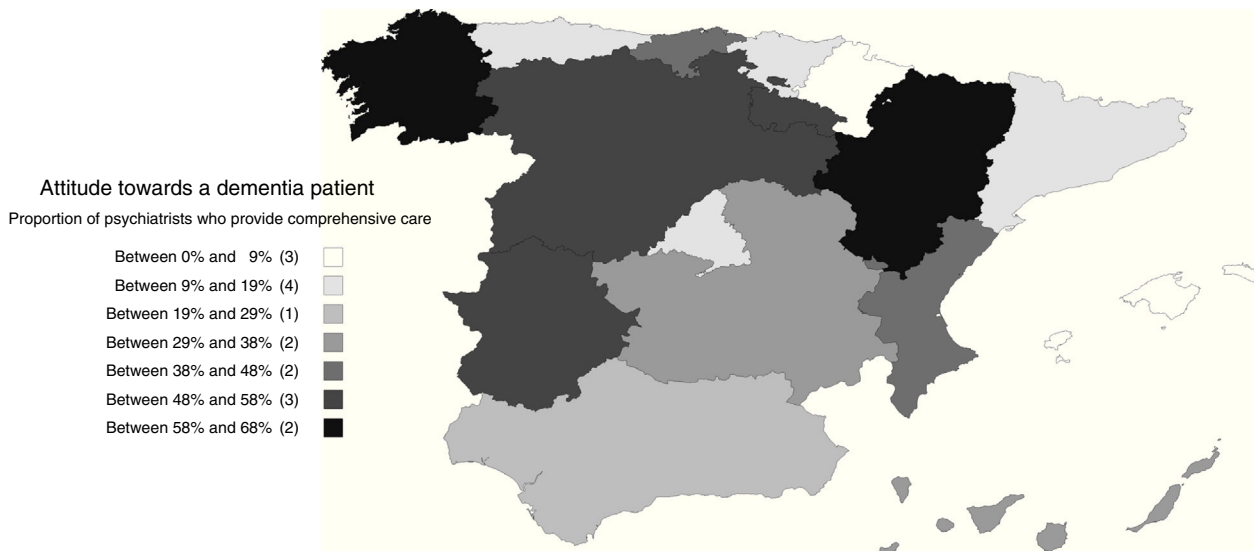 Attitude towards a dementia patient
Proportion of psychiatrists who provide comprehensive care
Between 0% and 9% (3)
Between 9% and 19% (4)
Between 19% and 29% (1)
Between 29% and 38% (2)
Between 38% and 48% (2)
Between 48% and 58% (3)
Between 58% and 68% (2)